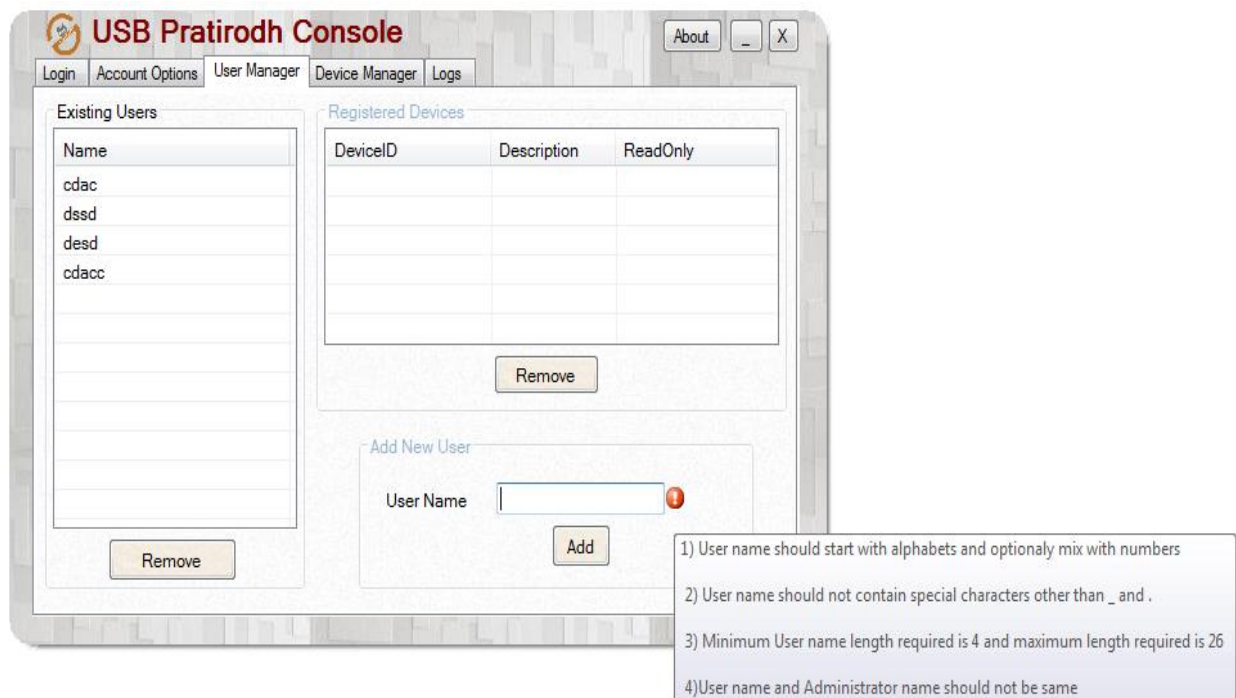 USB Pratirodh Console
About _ X
Login Account Options User Manager Device Manager Logs
Existing Users
Name
cdac
dssd
desd
cdacc
Remove
Registered Devices
DeviceID Description ReadOnly
Remove
Add New User
User Name
Add
1) User name should start with alphabets and optionaly mix with numbers
2) User name should not contain special characters other than _ and .
3) Minimum User name length required is 4 and maximum length required is 26
4)User name and Administrator name should not be same